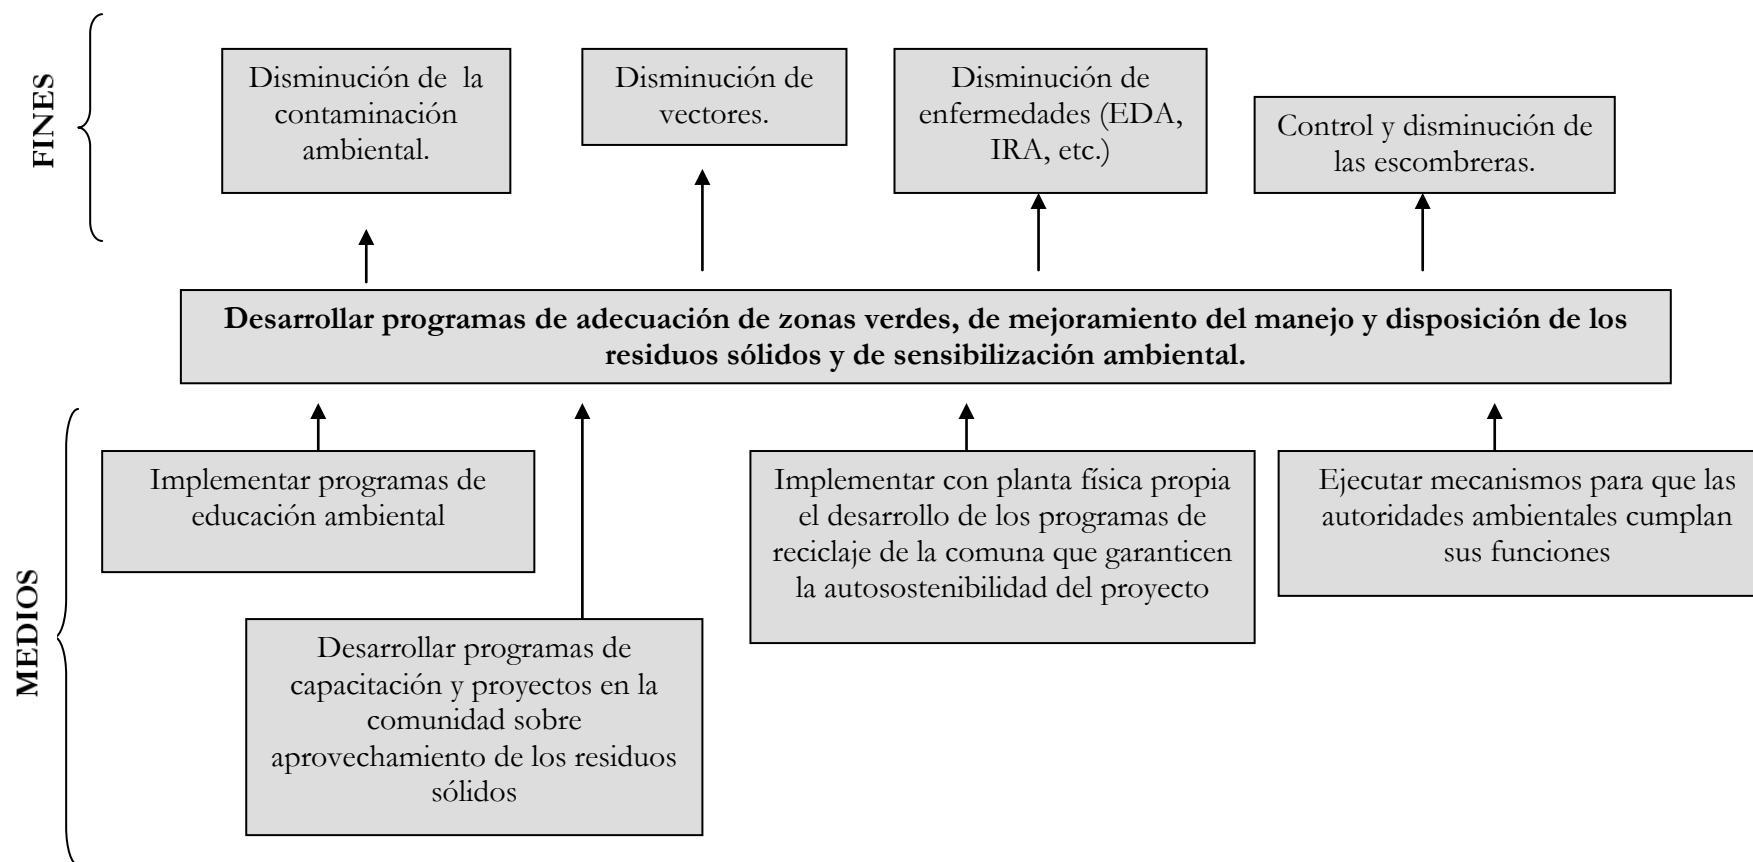 FINES
Disminución de  la
contaminación
ambiental.
Disminución de
vectores.
Disminución de
enfermedades (EDA,
IRA, etc.)
Control y disminución de
las escombreras.
Desarrollar programas de adecuación de zonas verdes, de mejoramiento del manejo y disposición de los
residuos sólidos y de sensibilización ambiental.
MEDIOS
Implementar programas de
educación ambiental
Desarrollar programas de
capacitación y proyectos en la
comunidad sobre
aprovechamiento de los residuos
sólidos
Implementar con planta física propia
el desarrollo de los programas de
reciclaje de la comuna que garanticen
la autosostenibilidad del proyecto
Ejecutar mecanismos para que las
autoridades ambientales cumplan
sus funciones